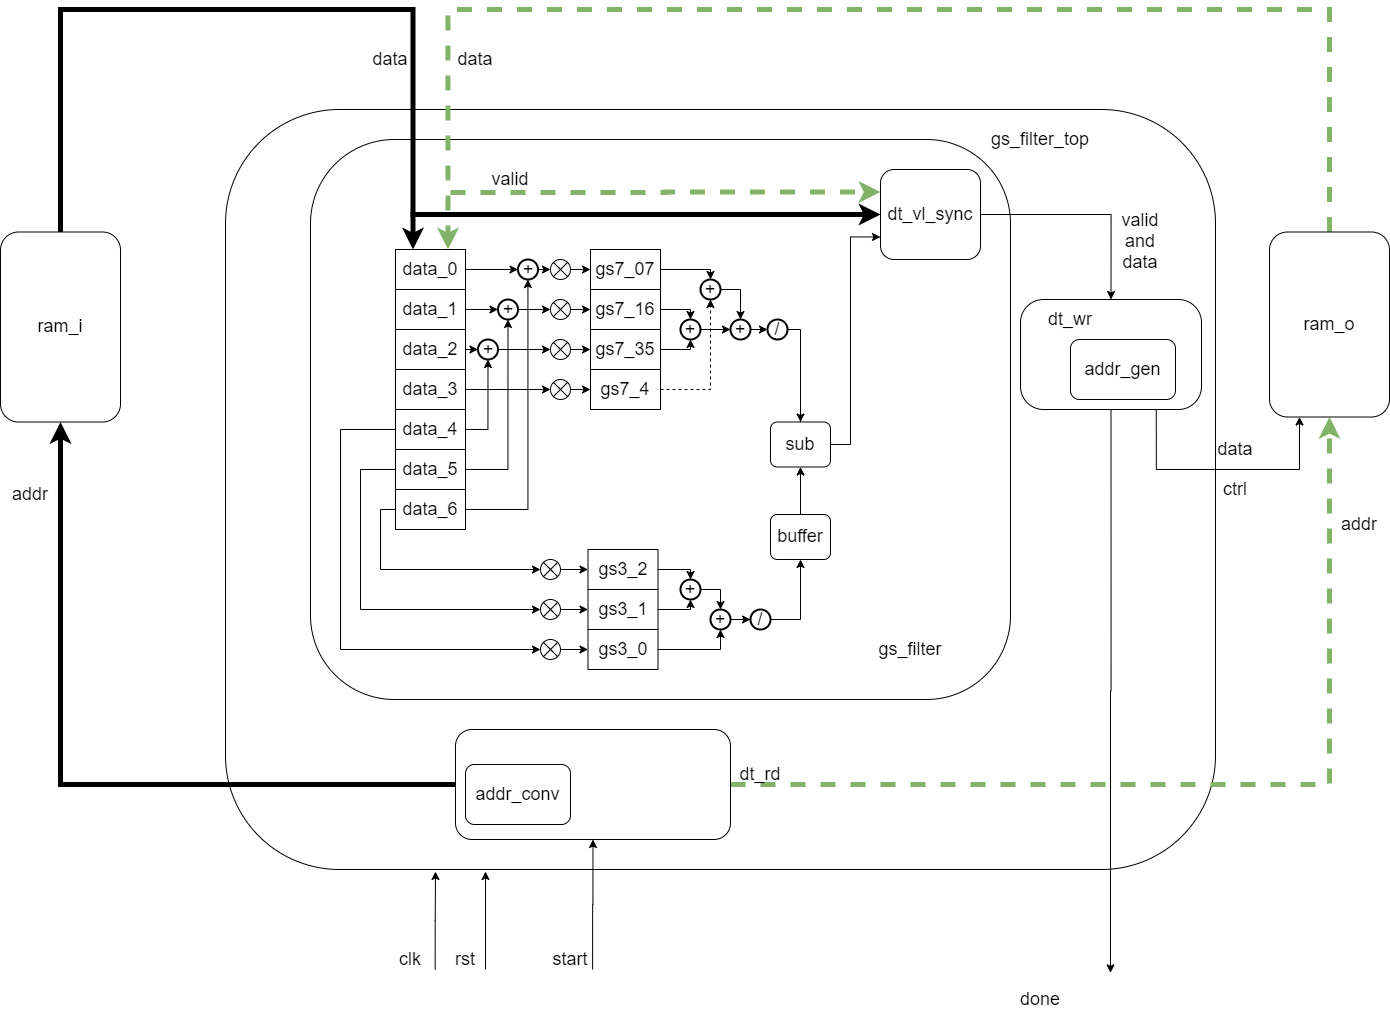 data
data
gs_filter_top
valid
dt_vl_sync
valid
and
data
ram_i
data_0
+
gs7_07
+
data_1
+
gs7_16
+
+
/
dt_wr
ram_o
data_2
+
gs7_35
addr_gen
data_3
gs7_4
data_4
sub
data
data_5
addr
ctrl
data_6
addr
buffer
gs3_2
+
gs3_1
+
/
gs3_0
gs_filter
dt_rd
addr_conv
clk
rst
start
done